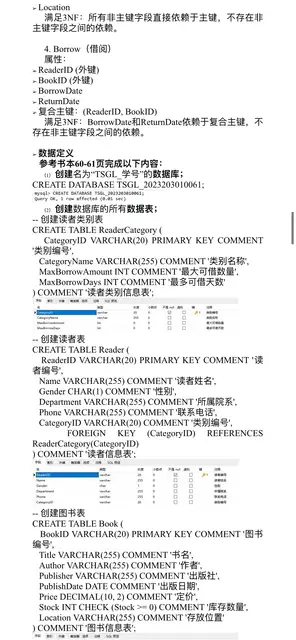 ➢Location
满足3NF：所有非主键字段直接依赖于主键，不存在非
主键字段之间的依赖。
4. Borrow（借阅）
属性：
➢ReaderID (外键)
➢BookID (外键)
➢BorrowDate
➢ReturnDate
➢复合主键：(ReaderID, BookID)
满足3NF：BorrowDate和ReturnDate依赖于复合主键，不
存在非主键字段之间的依赖。
➢数据定义
参考书本60-61页完成以下内容：
⑴ 创建名为“TSGL_学号”的数据库；
CREATE DATABASE TSGL_2023203010061;
mysql> CREATE DATABASE TSGL_2023203010061;
Query OK, 1 row affected (0.01 sec)
⑵ 创建数据库的所有数据表；
-- 创建读者类别表
CREATE TABLE ReaderCategory (
CategoryID VARCHAR(20) PRIMARY KEY COMMENT
'类别编号',
CategoryName VARCHAR(255) COMMENT '类别名称',
MaxBorrowAmount INT COMMENT '最大可借数量',
MaxBorrowDays INT COMMENT '最多可借天数'
) COMMENT '读者类别信息表';
-- 创建读者表
CREATE TABLE Reader (
ReaderID VARCHAR(20) PRIMARY KEY COMMENT '读
者编号',
Name VARCHAR(255) COMMENT '读者姓名',
Gender CHAR(1) COMMENT '性别',
Department VARCHAR(255) COMMENT '所属院系',
Phone VARCHAR(255) COMMENT '联系电话',
CategoryID VARCHAR(20) COMMENT '类别编号',
FOREIGN KEY (CategoryID) REFERENCES
ReaderCategory(CategoryID)
) COMMENT '读者信息表';
-- 创建图书表
CREATE TABLE Book (
BookID VARCHAR(20) PRIMARY KEY COMMENT '图书
编号',
Title VARCHAR(255) COMMENT '书名',
Author VARCHAR(255) COMMENT '作者',
Publisher VARCHAR(255) COMMENT '出版社',
PublishDate DATE COMMENT '出版日期',
Price DECIMAL(10, 2) COMMENT '定价',
Stock INT CHECK (Stock >= 0) COMMENT '库存数量',
Location VARCHAR(255) COMMENT '存放位置'
) COMMENT '图书信息表';